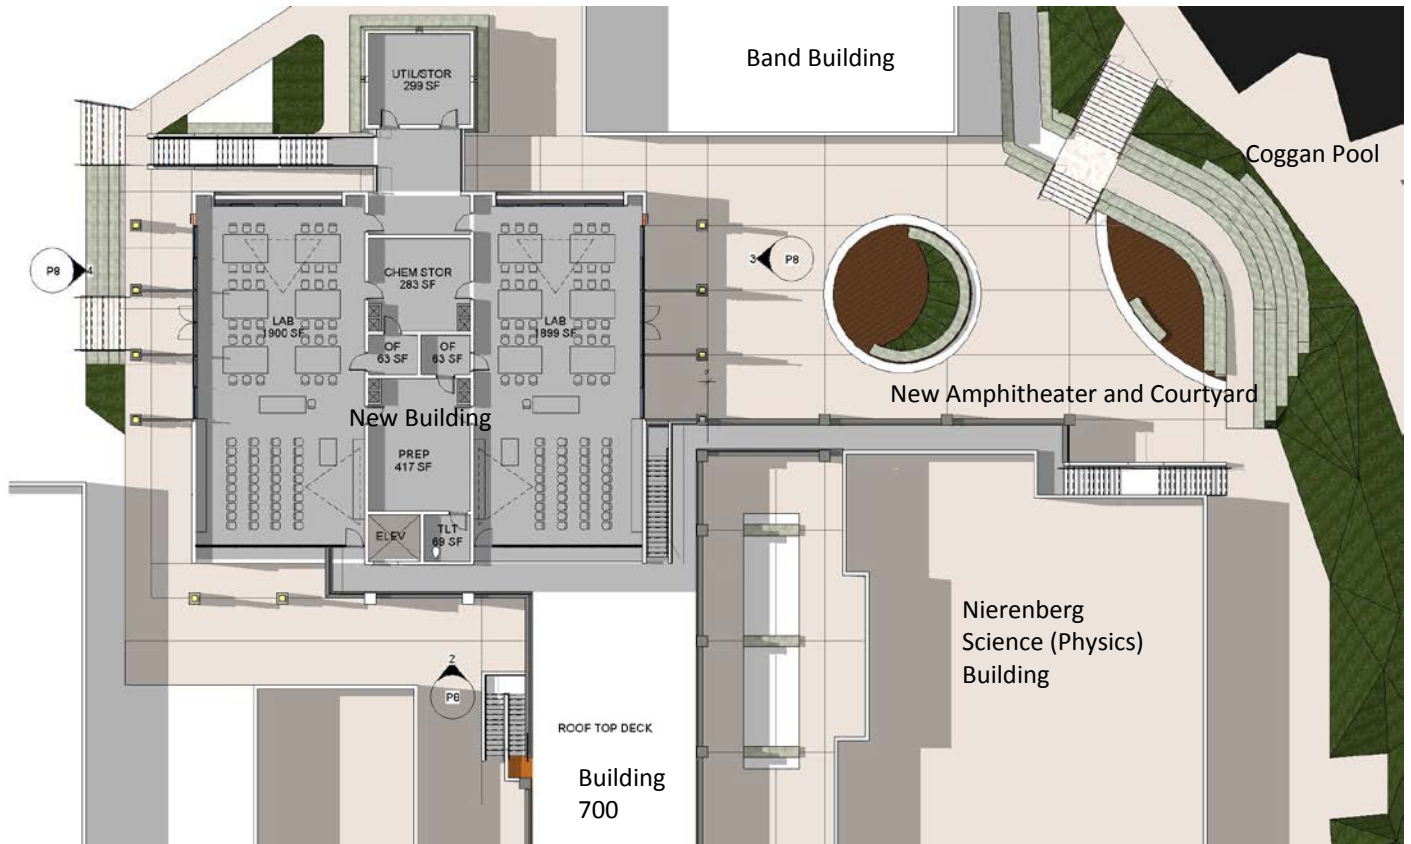 Band Building
UTIL/STOR
299 SF
Coggan Pool
P8
4
3
P8
CHEM STOR
283 SF
LAB
1900 SF
LAB
1899 SF
OF
63 SF
OF
63 SF
New Amphitheater and Courtyard
New Building
PREP
417 SF
ELEV
TLT
69 SF
Nierenberg
Science (Physics)
Building
2
P8
ROOF TOP DECK
Building
700